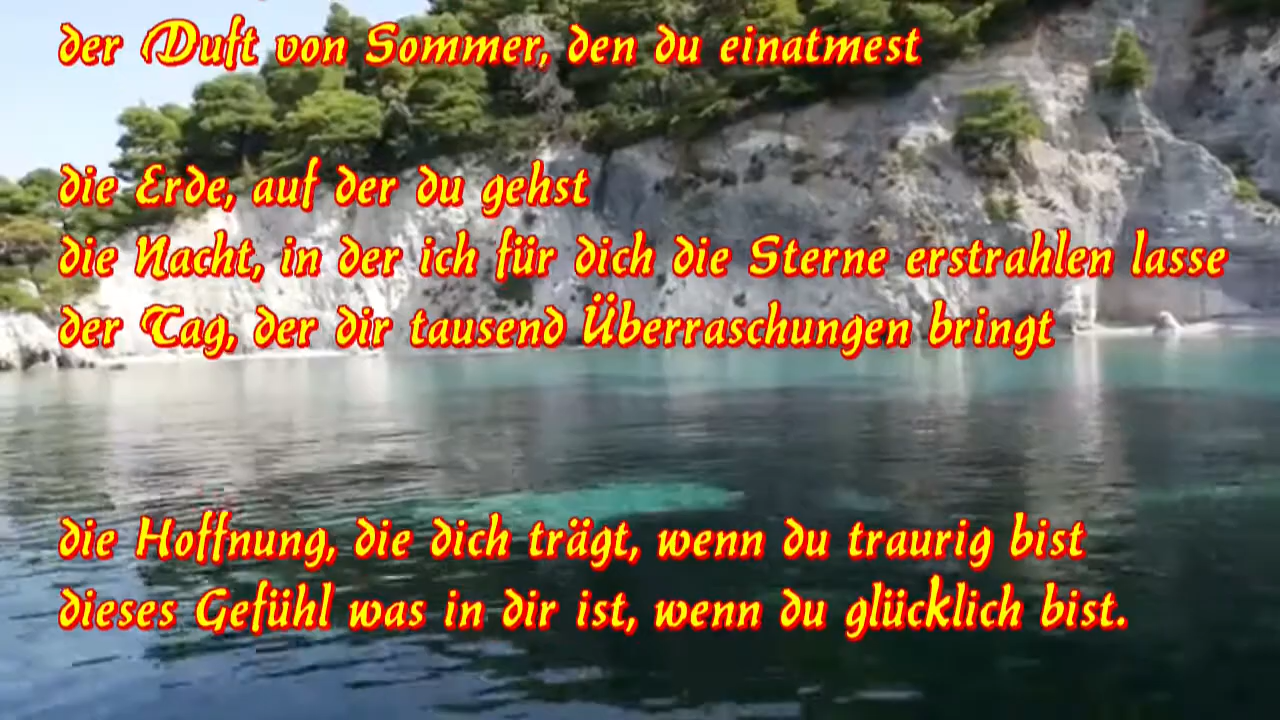 der Duft von Sommer, den du einatmest
die Erde, auf der du gehst
die Nacht, in der ich für dich die Sterne erstrahlen lasse
der Tag, der dir tausend Überraschungen bringt
die Hoffnung, die dich trägt, wenn du traurig bist
dieses Gefühl was in dir ist, wenn du glücklich bist.